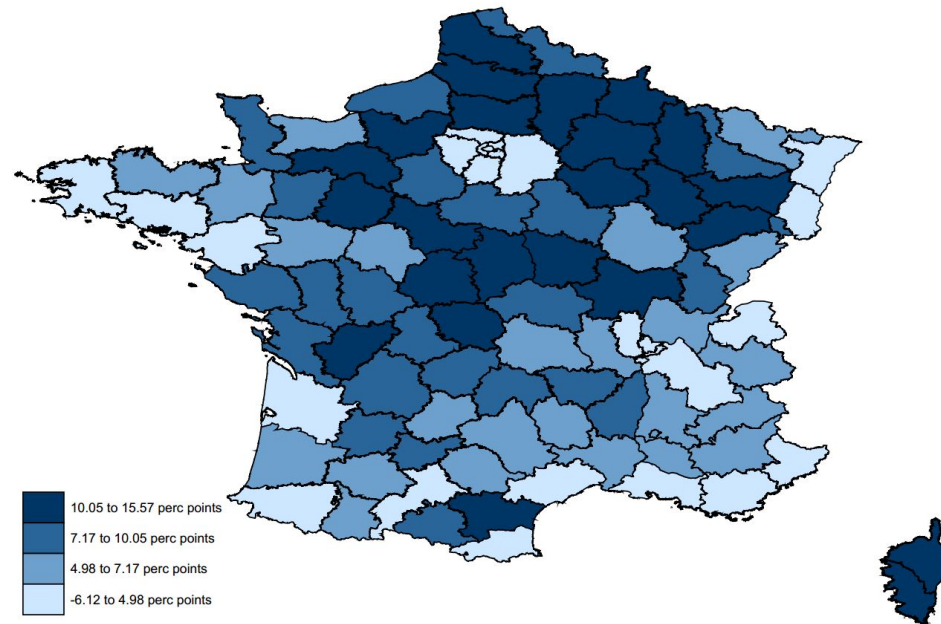 10.05 to 15.57 perc points
7.17 to 10.05 perc points
4.98 to 7.17 perc points
-6.12 to 4.98 perc points